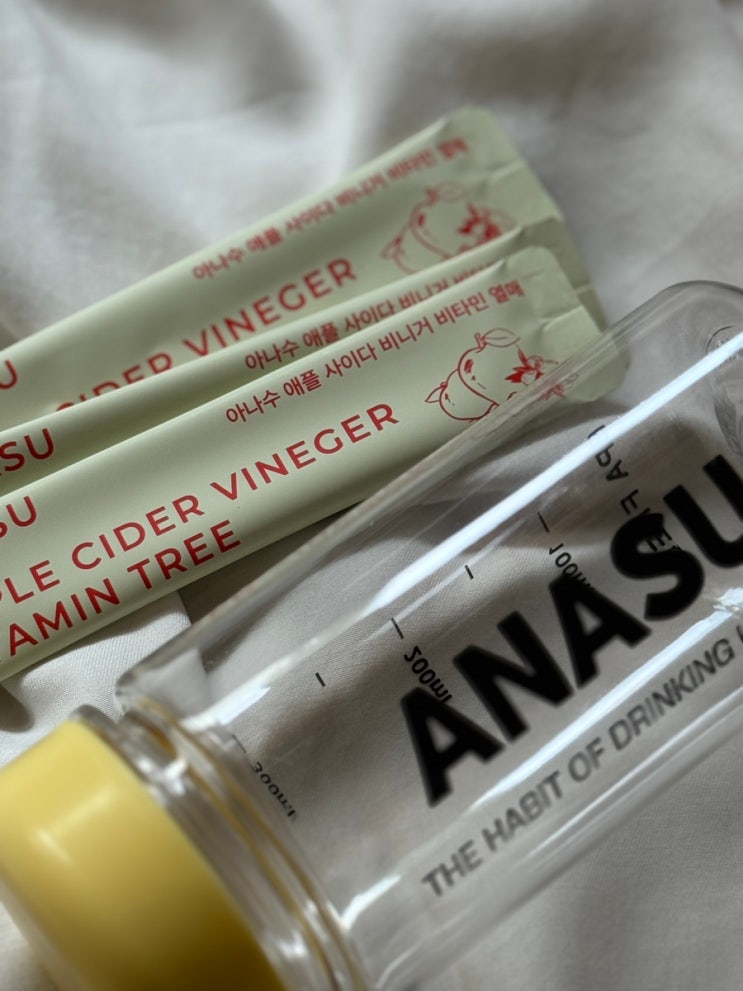 아나수 애플 사이다 비니거 비타민 열매
SU
CIDER VINEGER
아나수 애플 사이다 비니거 비타
ASU
CIDER
아나수 애플 사이다 비니거 비타민 열매
SU
PLE CIDER VINEGER
AMIN TREE
100ml
200ml
300ml
ANASU
THE HABIT OF DRINKING